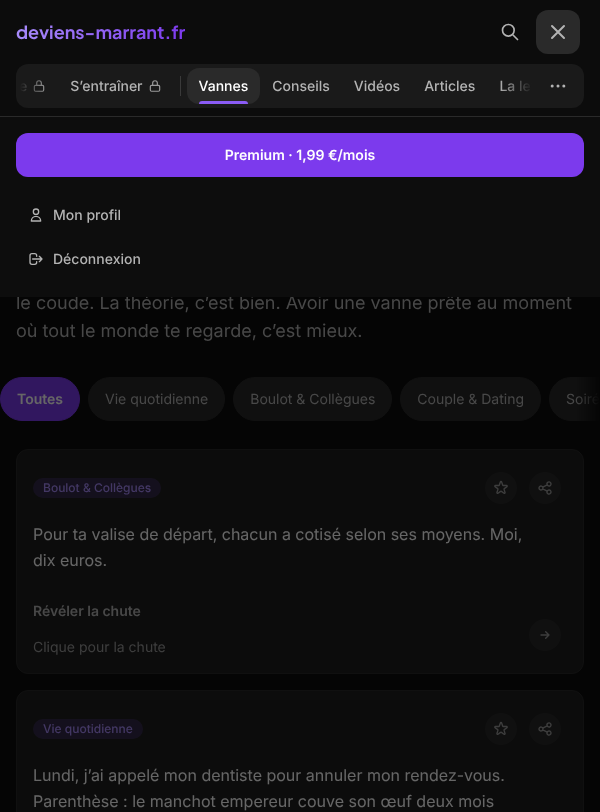 deviens-marrant.fr
S'entraîner
Vannes
Conseils
Vidéos
Articles
La le
Premium · 1,99 €/mois
Mon profil
Déconnexion
le coude. La théorie, c'est bien. Avoir une vanne prête au moment
où tout le monde te regarde, c'est mieux.
Toutes
Vie quotidienne
Boulot & Collègues
Couple & Dating
Soiré
Boulot & Collègues
Pour ta valise de départ, chacun a cotisé selon ses moyens. Moi,
dix euros.
Révéler la chute
Clique pour la chute
Vie quotidienne
Lundi, j'ai appelé mon dentiste pour annuler mon rendez-vous.
Parenthèse : le manchot empereur couve son œuf deux mois